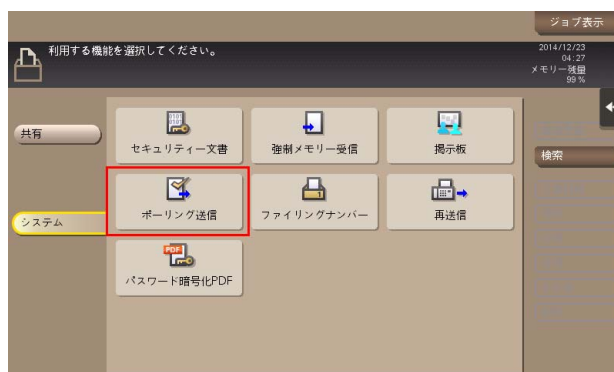 ジョブ表示
利用する機能を選択してください。
2014/12/23
04:27
メモリー残量
99 %
共有
セキュリティー文書
強制メモリー受信
掲示板
検索
システム
ポーリング送信
ファイリングナンバー
再送信
PDF
パスワード暗号化PDF